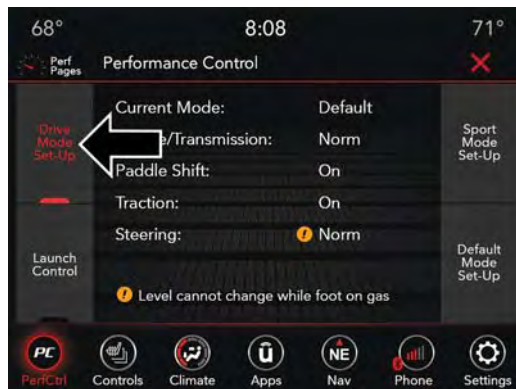 68° 8:08 71°
Perf Pages Performance Control
Drive Mode Set-Up
Current Mode: Default
e/Transmission: Norm
Paddle Shift: On
Traction: On
Steering: ! Norm
! Level cannot change while foot on gas
Sport Mode Set-Up
Launch Control
Default Mode Set-Up
PC NE
PerfCtrl Controls Climate Apps Nav Phone Settings